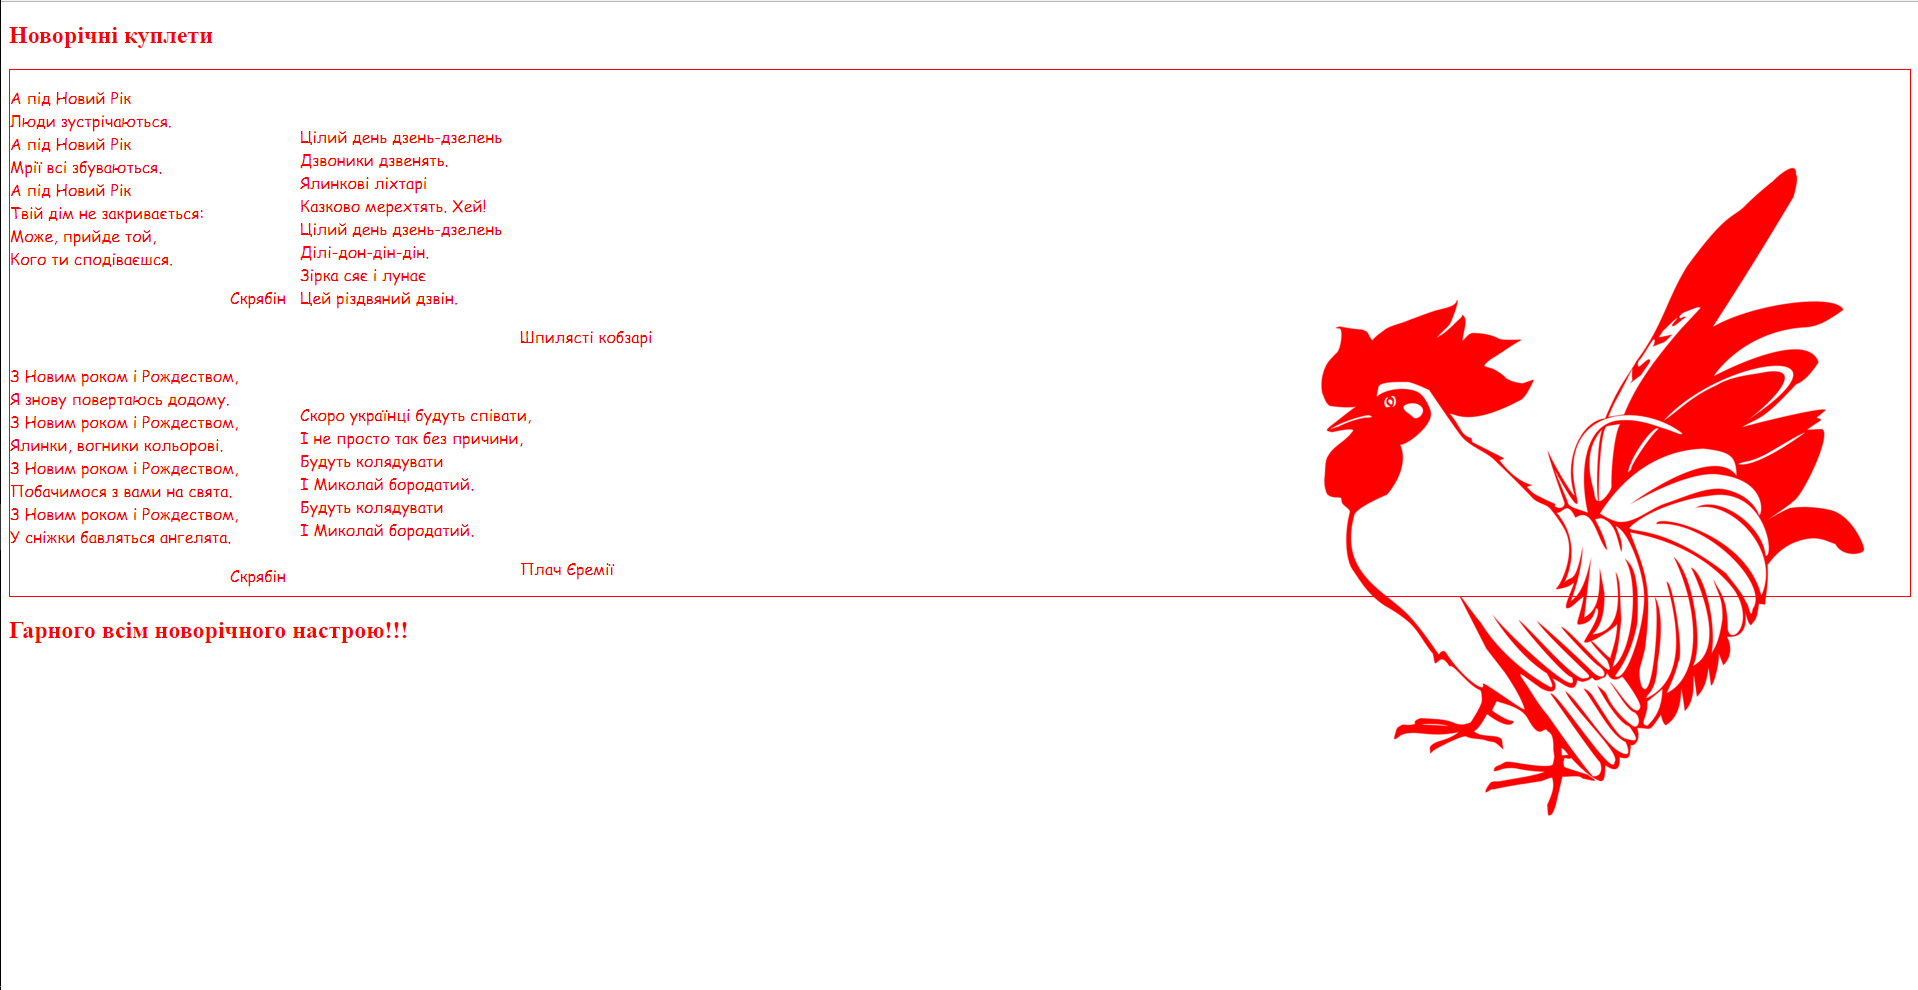 Новорічні куплети
А під Новий Рік
Люди зустрічаються.
А під Новий Рік
Мрії всі збуваються.
А під Новий Рік
Твій дім не закривається:
Може, прийде той,
Кого ти сподіваєшся.
Скрябін
Цілий день дзень-дзелень
Дзвоники дзвенять.
Ялинкові ліхтарі
Казково мерехтять. Хей!
Цілий день дзень-дзелень
Ділі-дон-дін-дін.
Зірка сяє і лунає
Цей різдвяний дзвін.
Шпилясті кобзарі
З Новим роком і Рождеством,
Я знову повертаюсь додому.
З Новим роком і Рождеством,
Ялинки, вогники кольорові.
З Новим роком і Рождеством,
Побачимося з вами на свята.
З Новим роком і Рождеством,
У сніжки бавляться ангелята.
Скрябін
Скоро українці будуть співати,
І не просто так без причини,
Будуть колядувати
І Миколай бородатий.
Будуть колядувати
І Миколай бородатий.
Плач Єремії
Гарного всім новорічного настрою!!!